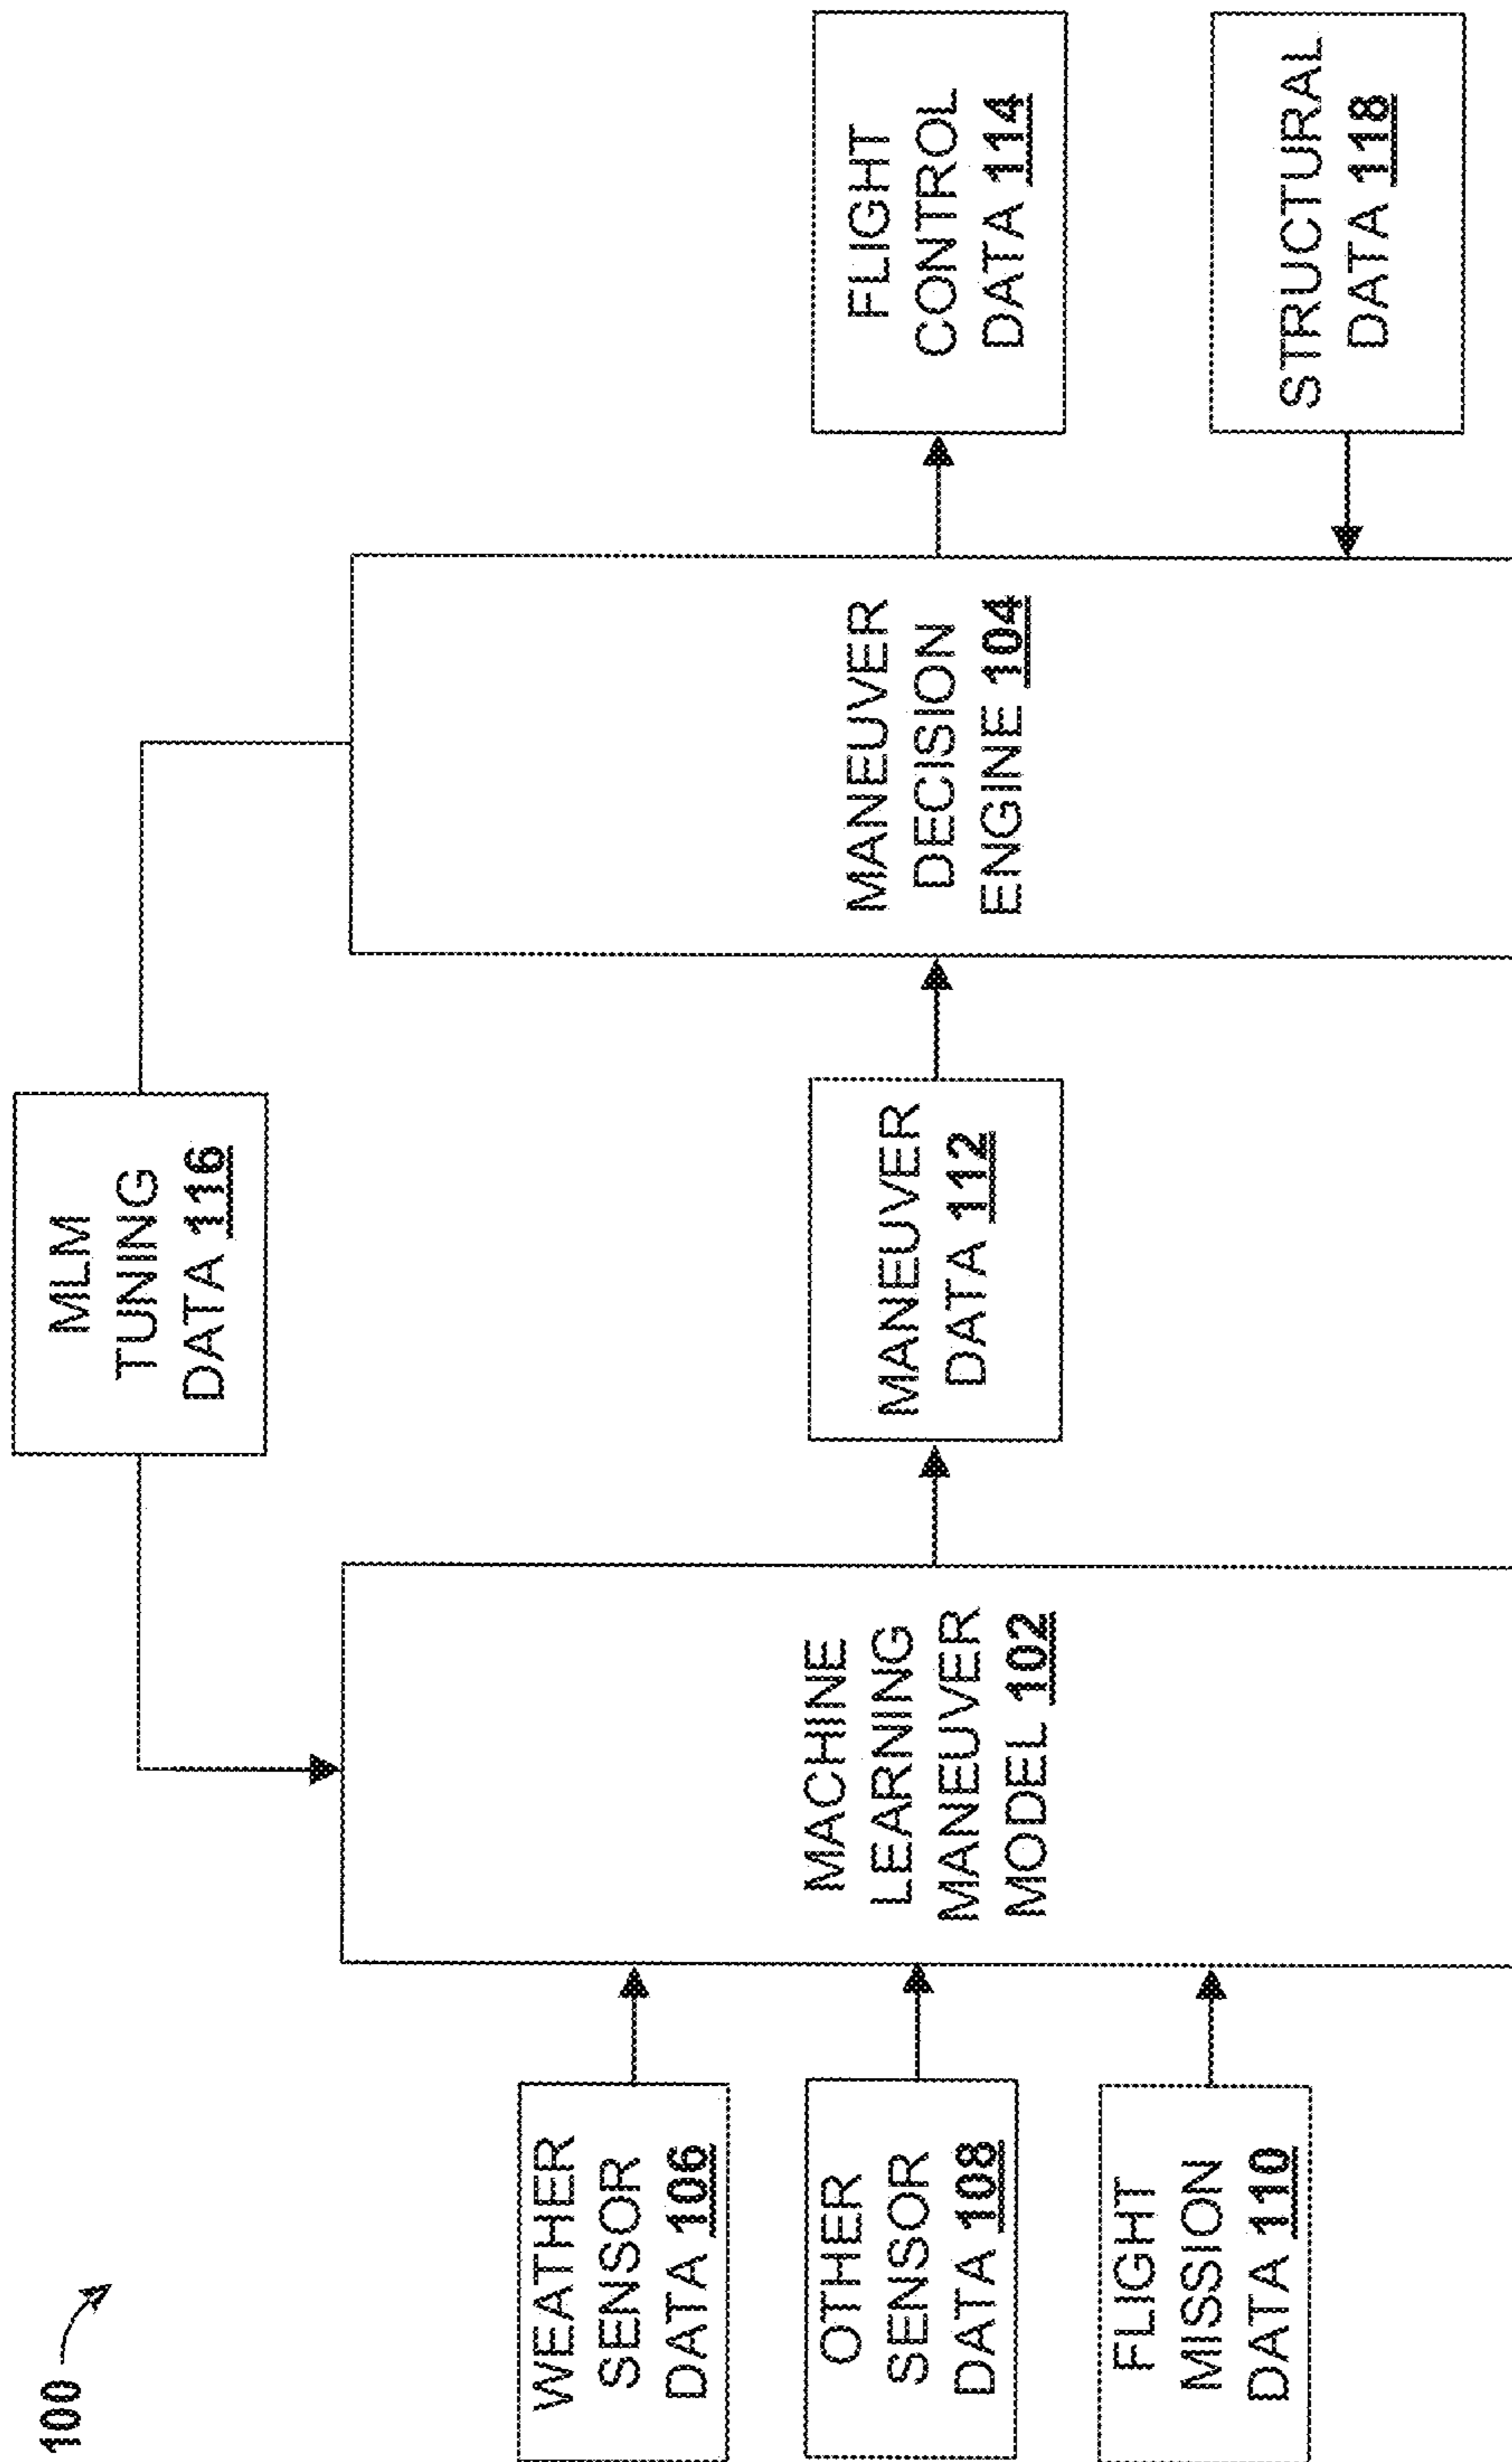 100
MLM
TUNING
DATA 116
WEATHER
SENSOR
DATA 106
OTHER
SENSOR
DATA 108
FLIGHT
MISSION
DATA 110
MACHINE
LEARNING
MANEUVER
MODEL 102
MANEUVER
DATA 112
MANEUVER
DECISION
ENGINE 104
FLIGHT
CONTROL
DATA 114
STRUCTURAL
DATA 118